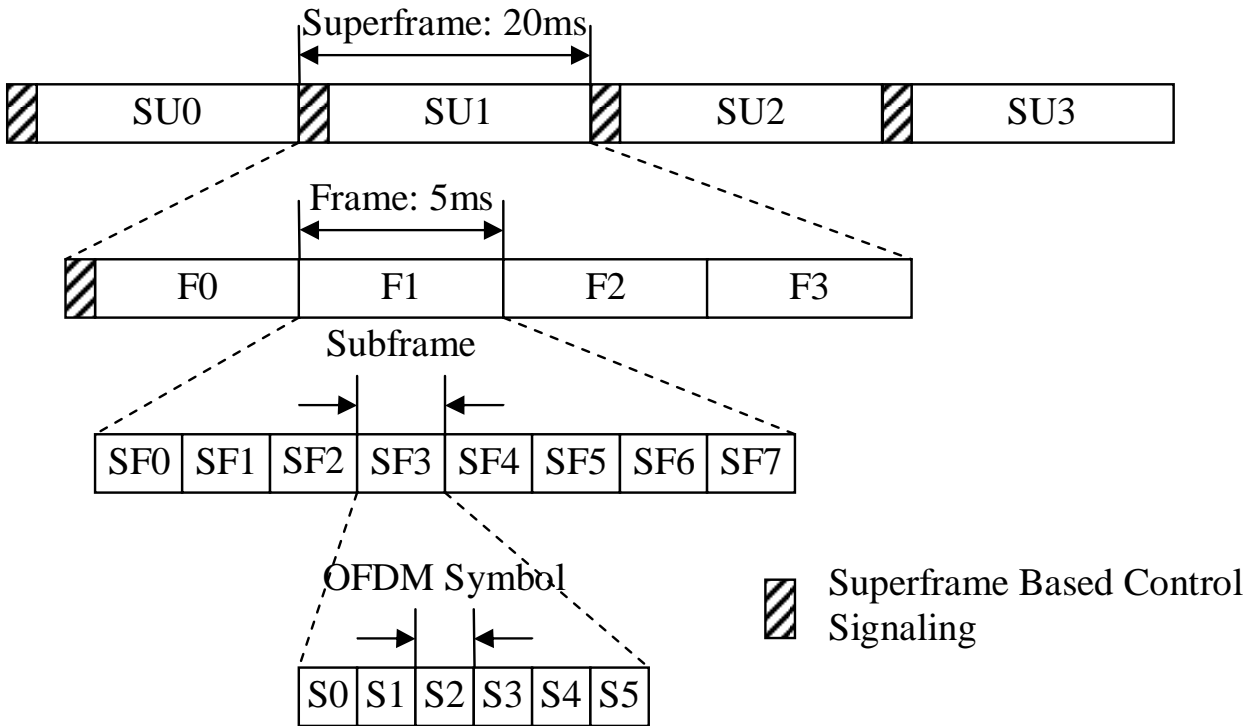 Superframe: 20ms
SU0 SU1 SU2 SU3
Frame: 5ms
F0 F1 F2 F3
Subframe
SF0 SF1 SF2 SF3 SF4 SF5 SF6 SF7
OFDM Symbol
Superframe Based Control
Signaling
S0 S1 S2 S3 S4 S5